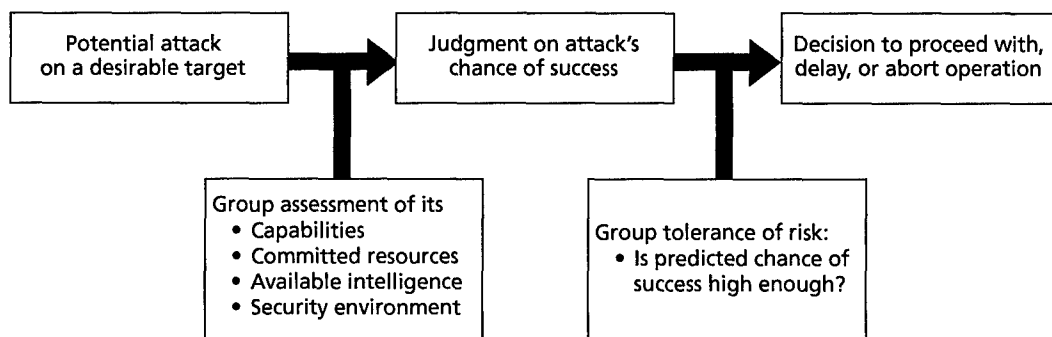 Potential attack
on a desirable target
Judgment on attack's
chance of success
Decision to proceed with,
delay, or abort operation
Group assessment of its
• Capabilities
• Committed resources
• Available intelligence
• Security environment
Group tolerance of risk:
• Is predicted chance of
success high enough?